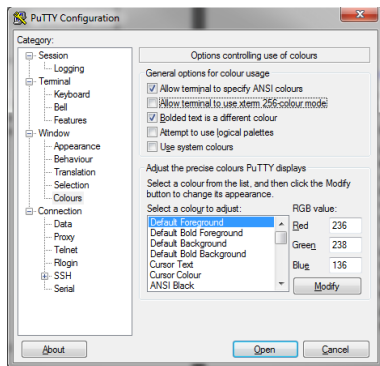 PuTTY Configuration
Category:
Session
Logging
Terminal
Keyboard
Bell
Features
Window
Appearance
Behaviour
Translation
Selection
Colours
Connection
Data
Proxy
Telnet
Rlogin
SSH
Serial
Options controlling use of colours
General options for colour usage
Allow terminal to specify ANSI colours
Allow terminal to use xterm 256-colour mode
Bolded text is a different colour
Attempt to use logical palettes
Use system colours
Adjust the precise colours PuTTY displays
Select a colour from the list, and then click the Modify
button to change its appearance.
Select a colour to adjust:
Default Foreground
Default Bold Foreground
Default Background
Default Bold Background
Cursor Text
Cursor Colour
ANSI Black
RGB value:
Red 236
Green 238
Blue 136
Modify
About
Open
Cancel